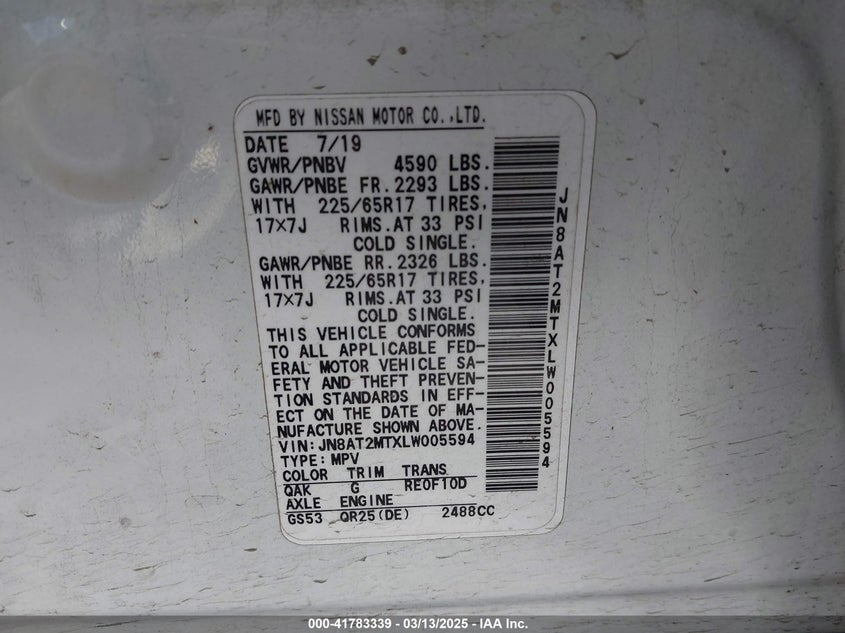 MFD BY NISSAN MOTOR CO.,LTD.
DATE 7/19
GVWR/PNBV 4590 LBS.
GAWR/PNBE FR. 2293 LBS.
WITH 225/65R17 TIRES,
17×7J RIMS. AT 33 PSI
COLD SINGLE.
GAWR/PNBE RR. 2326 LBS.
WITH 225/65R17 TIRES,
17×7J RIMS. AT 33 PSI
COLD SINGLE.
THIS VEHICLE CONFORMS
TO ALL APPLICABLE FED-
ERAL MOTOR VEHICLE SA-
FETY AND THEFT PREVEN-
TION STANDARDS IN EFF-
ECT ON THE DATE OF MA-
NUFACTURE SHOWN ABOVE.
VIN: JN8AT2MTXLW005594
TYPE: MPV
COLOR TRIM TRANS
QAK G RE0F10D
AXLE ENGINE
GS53 QR25(DE) 2488CC
JN8AT2MTXLW005594
000-41783339 - 03/13/2025 - IAA Inc.